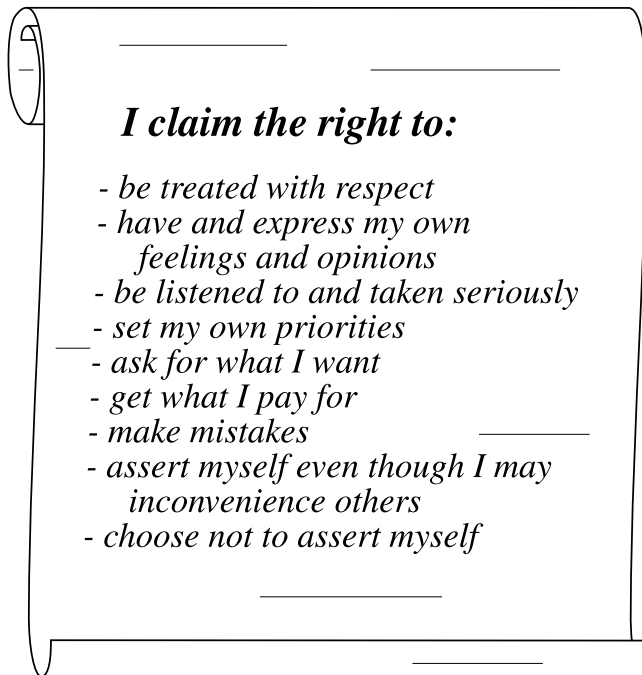 I claim the right to:
- be treated with respect
- have and express my own
feelings and opinions
- be listened to and taken seriously
- set my own priorities
- ask for what I want
- get what I pay for
- make mistakes
- assert myself even though I may
inconvenience others
- choose not to assert myself